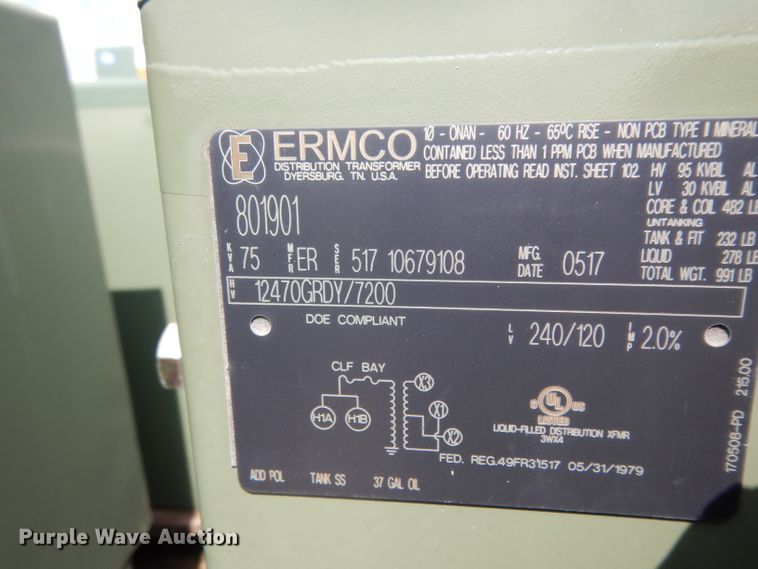 E ERMCO
DISTRIBUTION TRANSFORMER
DYERSBURG. TN. U.S.A.
10 - ONAN - 60 HZ - 65ºC RISE - NON PCB TYPE II MINERAL
CONTAINED LESS THAN 1 PPM PCB WHEN MANUFACTURED
BEFORE OPERATING READ INST. SHEET 102. HV 95 KVBIL AL
LV 30 KVBIL AL
CORE & COIL 482 LB
UNTANKING
TANK & FIT 232 LB
LIQUID 278 LB
TOTAL WGT. 991 LB
801901
KVA 75 MFR ER SER 517 10679108 MFG. DATE 0517
HV 12470GRDY/7200
DOE COMPLIANT
LV 240/120 IMP 2.0%
CLF BAY
X3
H1A H1B X1
X2
C UL US
LISTED
LIQUID-FILLED DISTRIBUTION XFMR
3WX4
FED. REG.49FR31517 05/31/1979
ADD POL TANK SS 37 GAL OIL
170508-PD 215.00
Purple Wave Auction